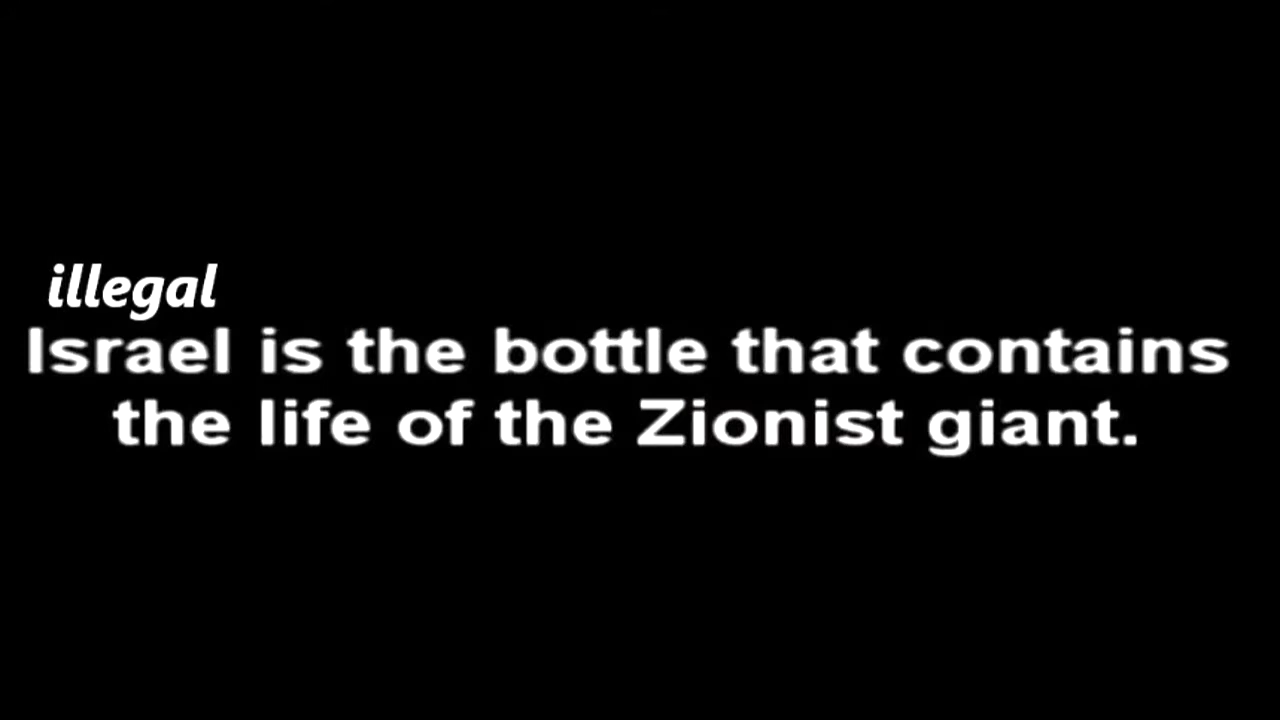 illegal
Israel is the bottle that contains
the life of the Zionist giant.